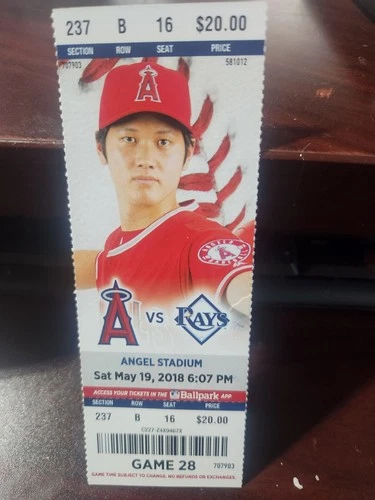 237 B 16 $20.00
SECTION ROW SEAT PRICE
707903 581012
A
A VS RAYS
ANGEL STADIUM
Sat May 19, 2018 6:07 PM
ACCESS YOUR TICKETS IN THE Ballpark APP
SECTION ROW SEAT PRICE
237 B 16 $20.00
GAME 28 707903
GAME TIME SUBJECT TO CHANGE. NO REFUNDS OR EXCHANGES.